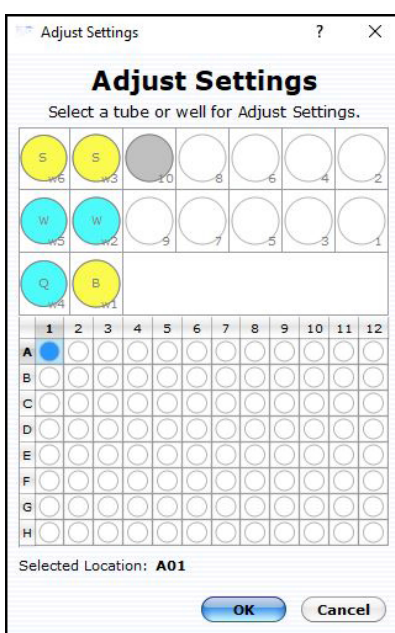 Adjust Settings ? X
Adjust Settings
Select a tube or well for Adjust Settings.
S w6 S w3 10 8 6 4 2
W w5 W w2 9 7 5 3 1
Q w4 B w1
1 2 3 4 5 6 7 8 9 10 11 12
A
B
C
D
E
F
G
H
Selected Location: A01
OK Cancel